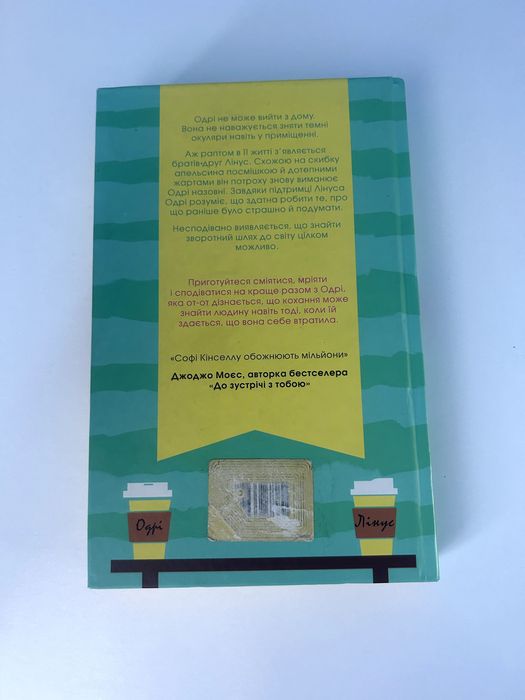 Одрі не може вийти з дому.
Вона не наважується зняти темні
окуляри навіть у приміщенні.
Аж раптом в її житті з'являється
братів друг Лінус. Схожою на скибку
апельсина посмішкою й дотепними
жартами він потроху знову виманює
Одрі назовні. Завдяки підтримці Лінуса
Одрі розуміє, що здатна робити те, про
що раніше було страшно й подумати.
Несподівано виявляється, що знайти
зворотний шлях до світу цілком
можливо.
Приготуйтеся сміятися, мріяти
і сподіватися на краще разом з Одрі,
яка от-от дізнається, що кохання може
знайти людину навіть тоді, коли їй
здається, що вона себе втратила.
«Софі Кінселлу обожнюють мільйони»
Джоджо Моєс, авторка бестселера
«До зустрічі з тобою»
Одрі
Лінус